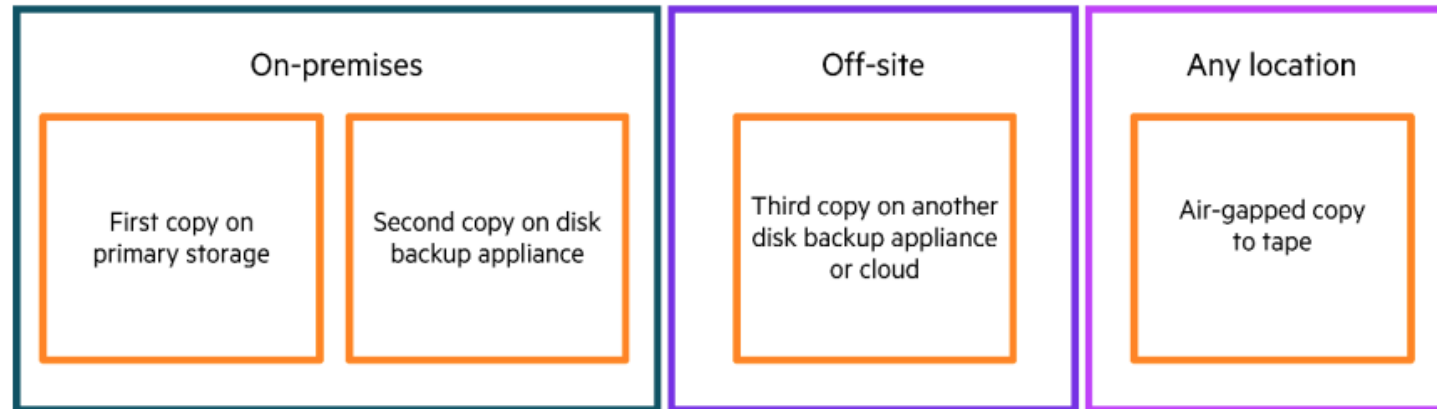 On-premises
First copy on
primary storage
Second copy on disk
backup appliance
Off-site
Third copy on another
disk backup appliance
or cloud
Any location
Air-gapped copy
to tape